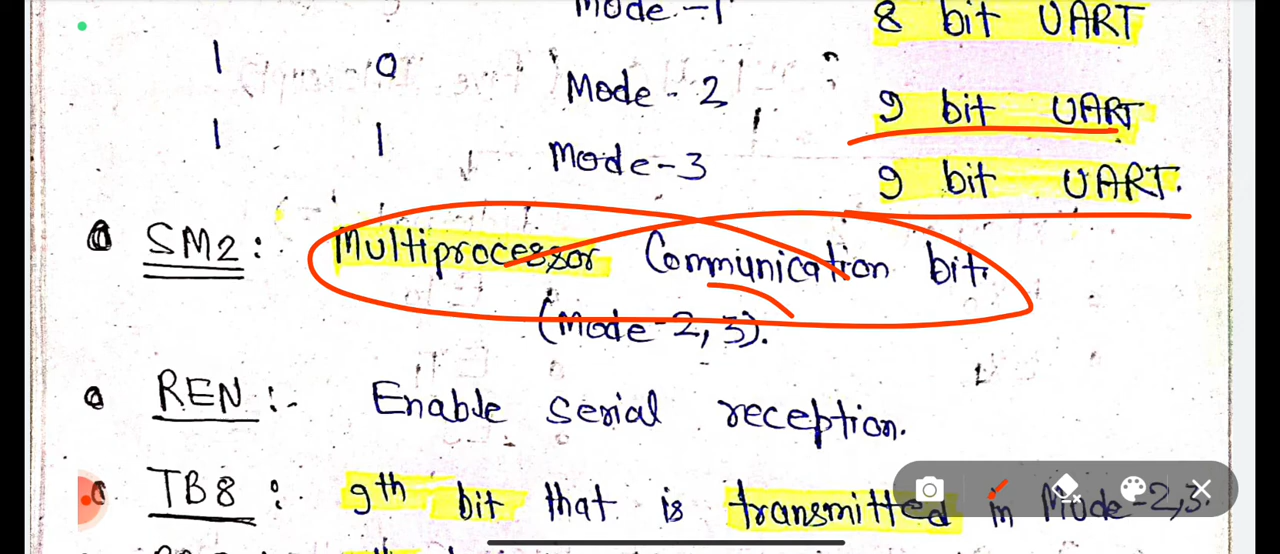 Mode-1 8 bit UART
1 0 Mode-2 9 bit UART
1 1 Mode-3 9 bit UART.
SM2: Multiprocessor Communication bit.
(Mode-2,3).
REN:- Enable serial reception.
TB8: 9th bit that is transmitted in Mode-2,3.